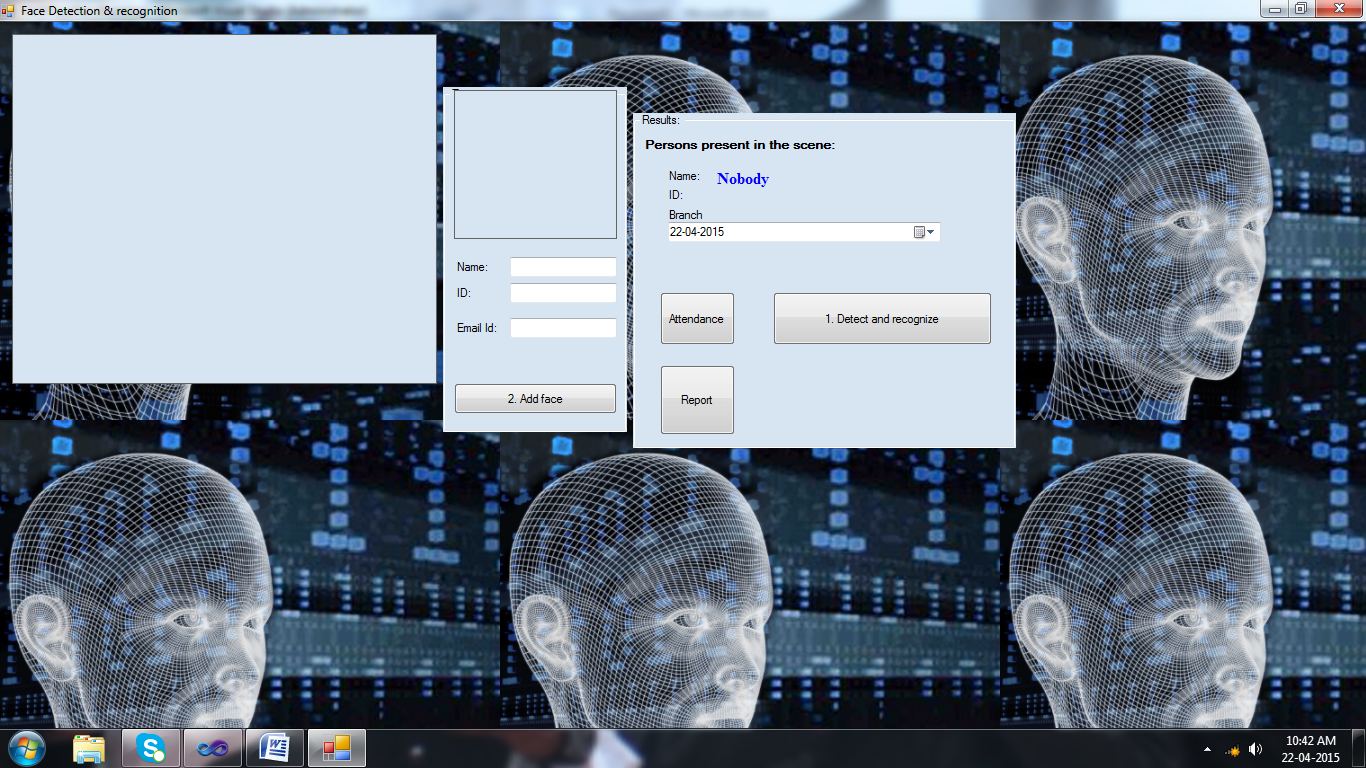 Face Detection & recognition
Name:
ID:
Email Id:
2. Add face
Results:
Persons present in the scene:
Name: Nobody
ID:
Branch
22-04-2015
Attendance
1. Detect and recognize
Report
10:42 AM
22-04-2015